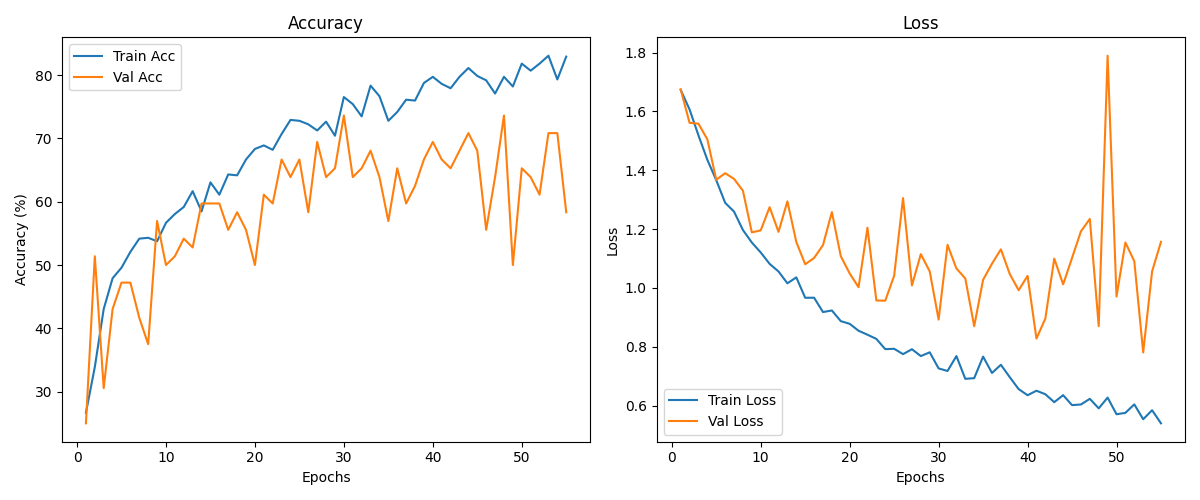 Accuracy
Train Acc
Val Acc
Accuracy (%)
80
70
60
50
40
30
0 10 20 30 40 50
Epochs
Loss
Loss
1.8
1.6
1.4
1.2
1.0
0.8
0.6
Train Loss
Val Loss
0 10 20 30 40 50
Epochs